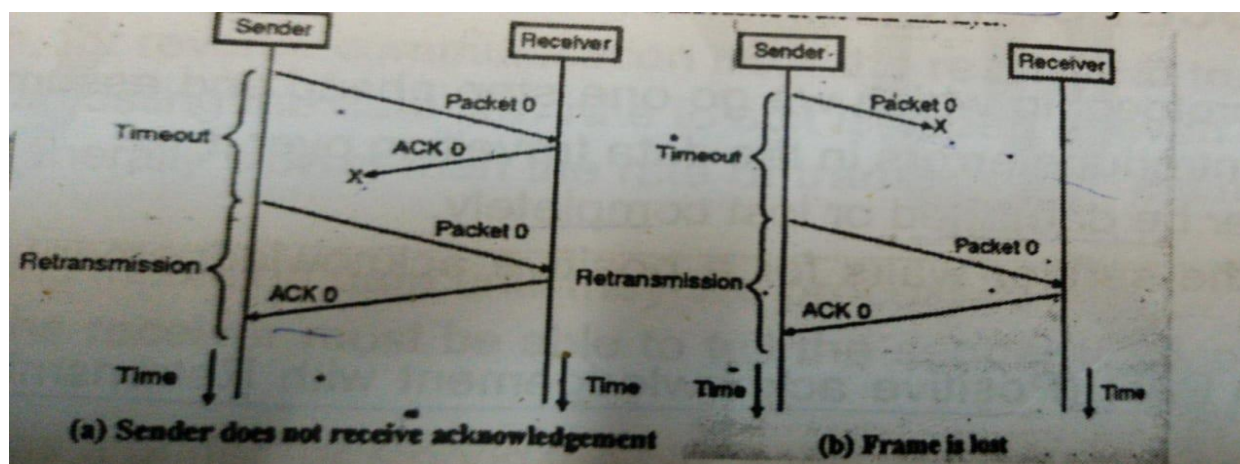 Sender
Receiver
Packet 0
Timeout
ACK 0
X
Packet 0
Retransmission
ACK 0
Time
Time
(a) Sender does not receive acknowledgement
Sender
Receiver
Packet 0
X
Timeout
Packet 0
Retransmission
ACK 0
Time
Time
(b) Frame is lost